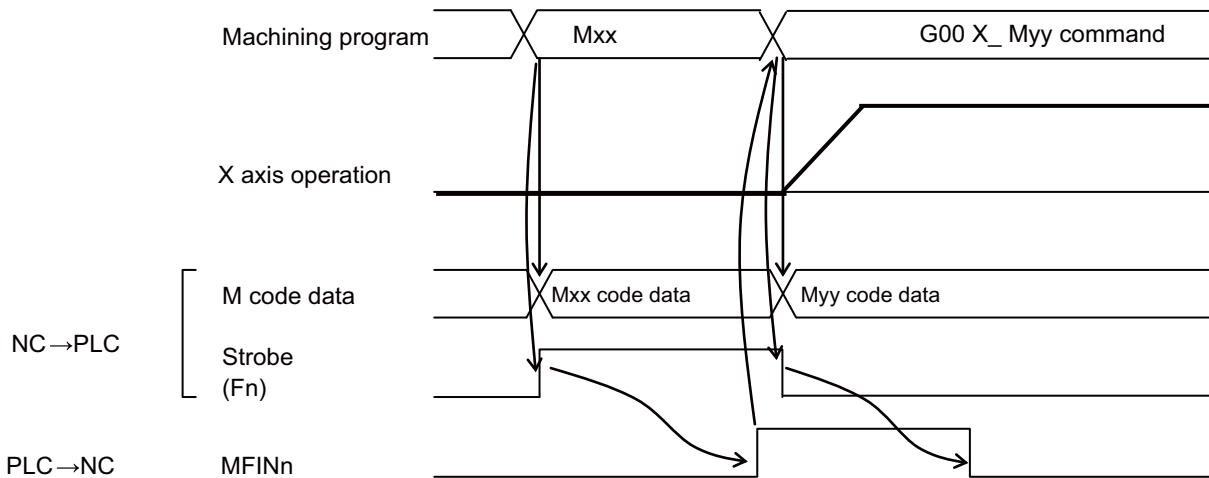 Machining program Mxx G00 X_ Myy command
X axis operation
M code data Mxx code data Myy code data
NC→PLC
Strobe
(Fn)
PLC→NC MFINn